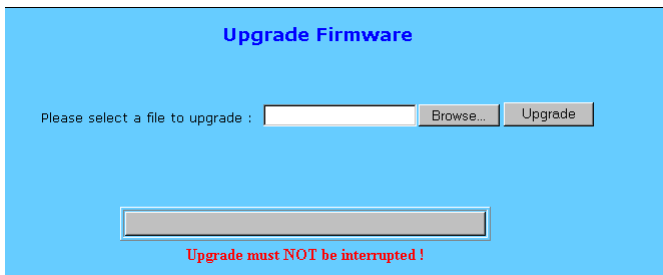 Upgrade Firmware
Please select a file to upgrade : Browse... Upgrade
Upgrade must NOT be interrupted !